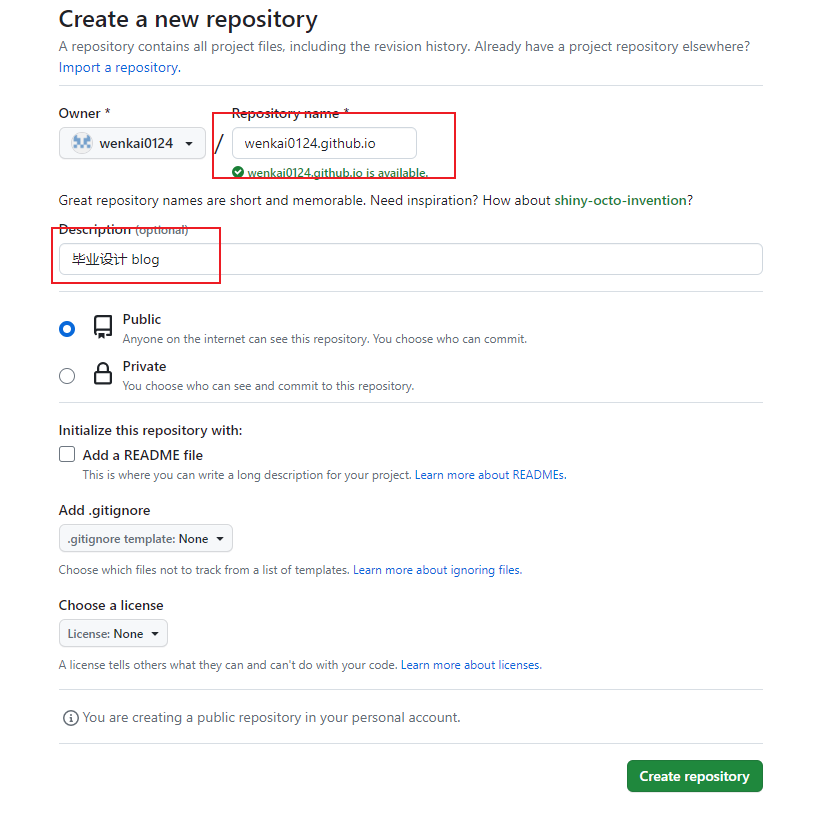 Create a new repository
A repository contains all project files, including the revision history. Already have a project repository elsewhere?
Import a repository.
Owner * Repository name *
wenkai0124 / wenkai0124.github.io
wenkai0124.github.io is available.
Great repository names are short and memorable. Need inspiration? How about shiny-octo-invention?
Description (optional)
毕业设计 blog
Public
Anyone on the internet can see this repository. You choose who can commit.
Private
You choose who can see and commit to this repository.
Initialize this repository with:
Add a README file
This is where you can write a long description for your project. Learn more about READMEs.
Add .gitignore
.gitignore template: None
Choose which files not to track from a list of templates. Learn more about ignoring files.
Choose a license
License: None
A license tells others what they can and can't do with your code. Learn more about licenses.
You are creating a public repository in your personal account.
Create repository